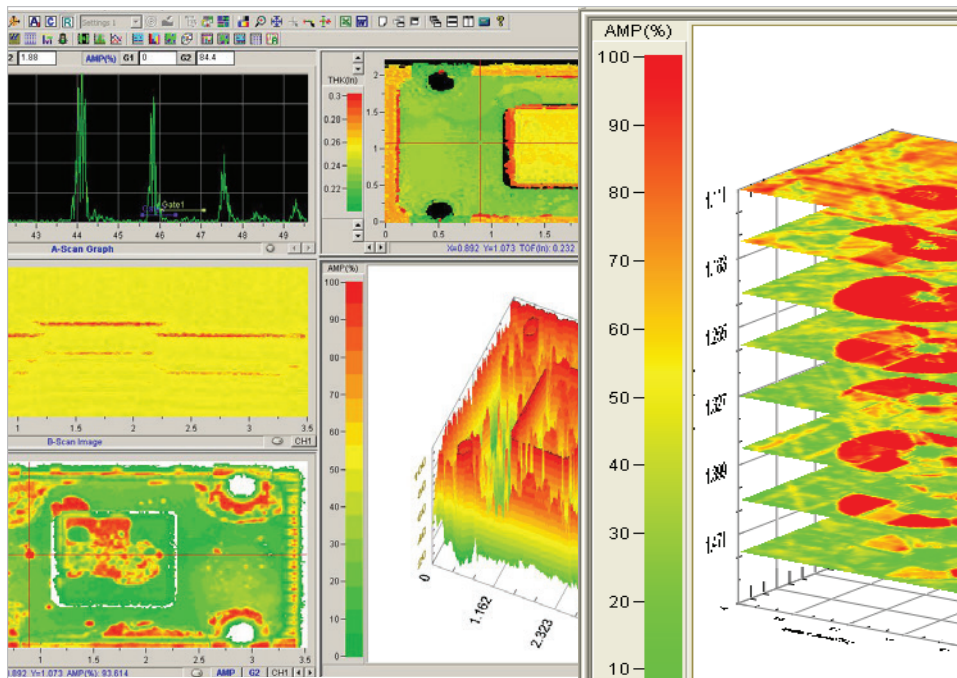 A C R Settings 1
2 1.88 AMP(%) G1 0 G2 84.4
Gate1
43 44 45 46 47 48 49
A-Scan Graph
THK(In)
0.3
0.28
0.26
0.24
0.22
2
1.5
1
0.5
0
0.0 0.5 1.0 1.5
X=0.892 Y=1.073 TOF(In): 0.232
1 1.5 2 2.5 3 3.5
B-Scan Image
CH1
1 1.5 2 2.5 3 3.5
0.892 Y=1.073 AMP(%): 93.614
AMP G2 CH1
AMP(%)
100
90
80
70
60
50
40
30
20
10
0
0
1.162
2.323
AMP(%)
100
90
80
70
60
50
40
30
20
10